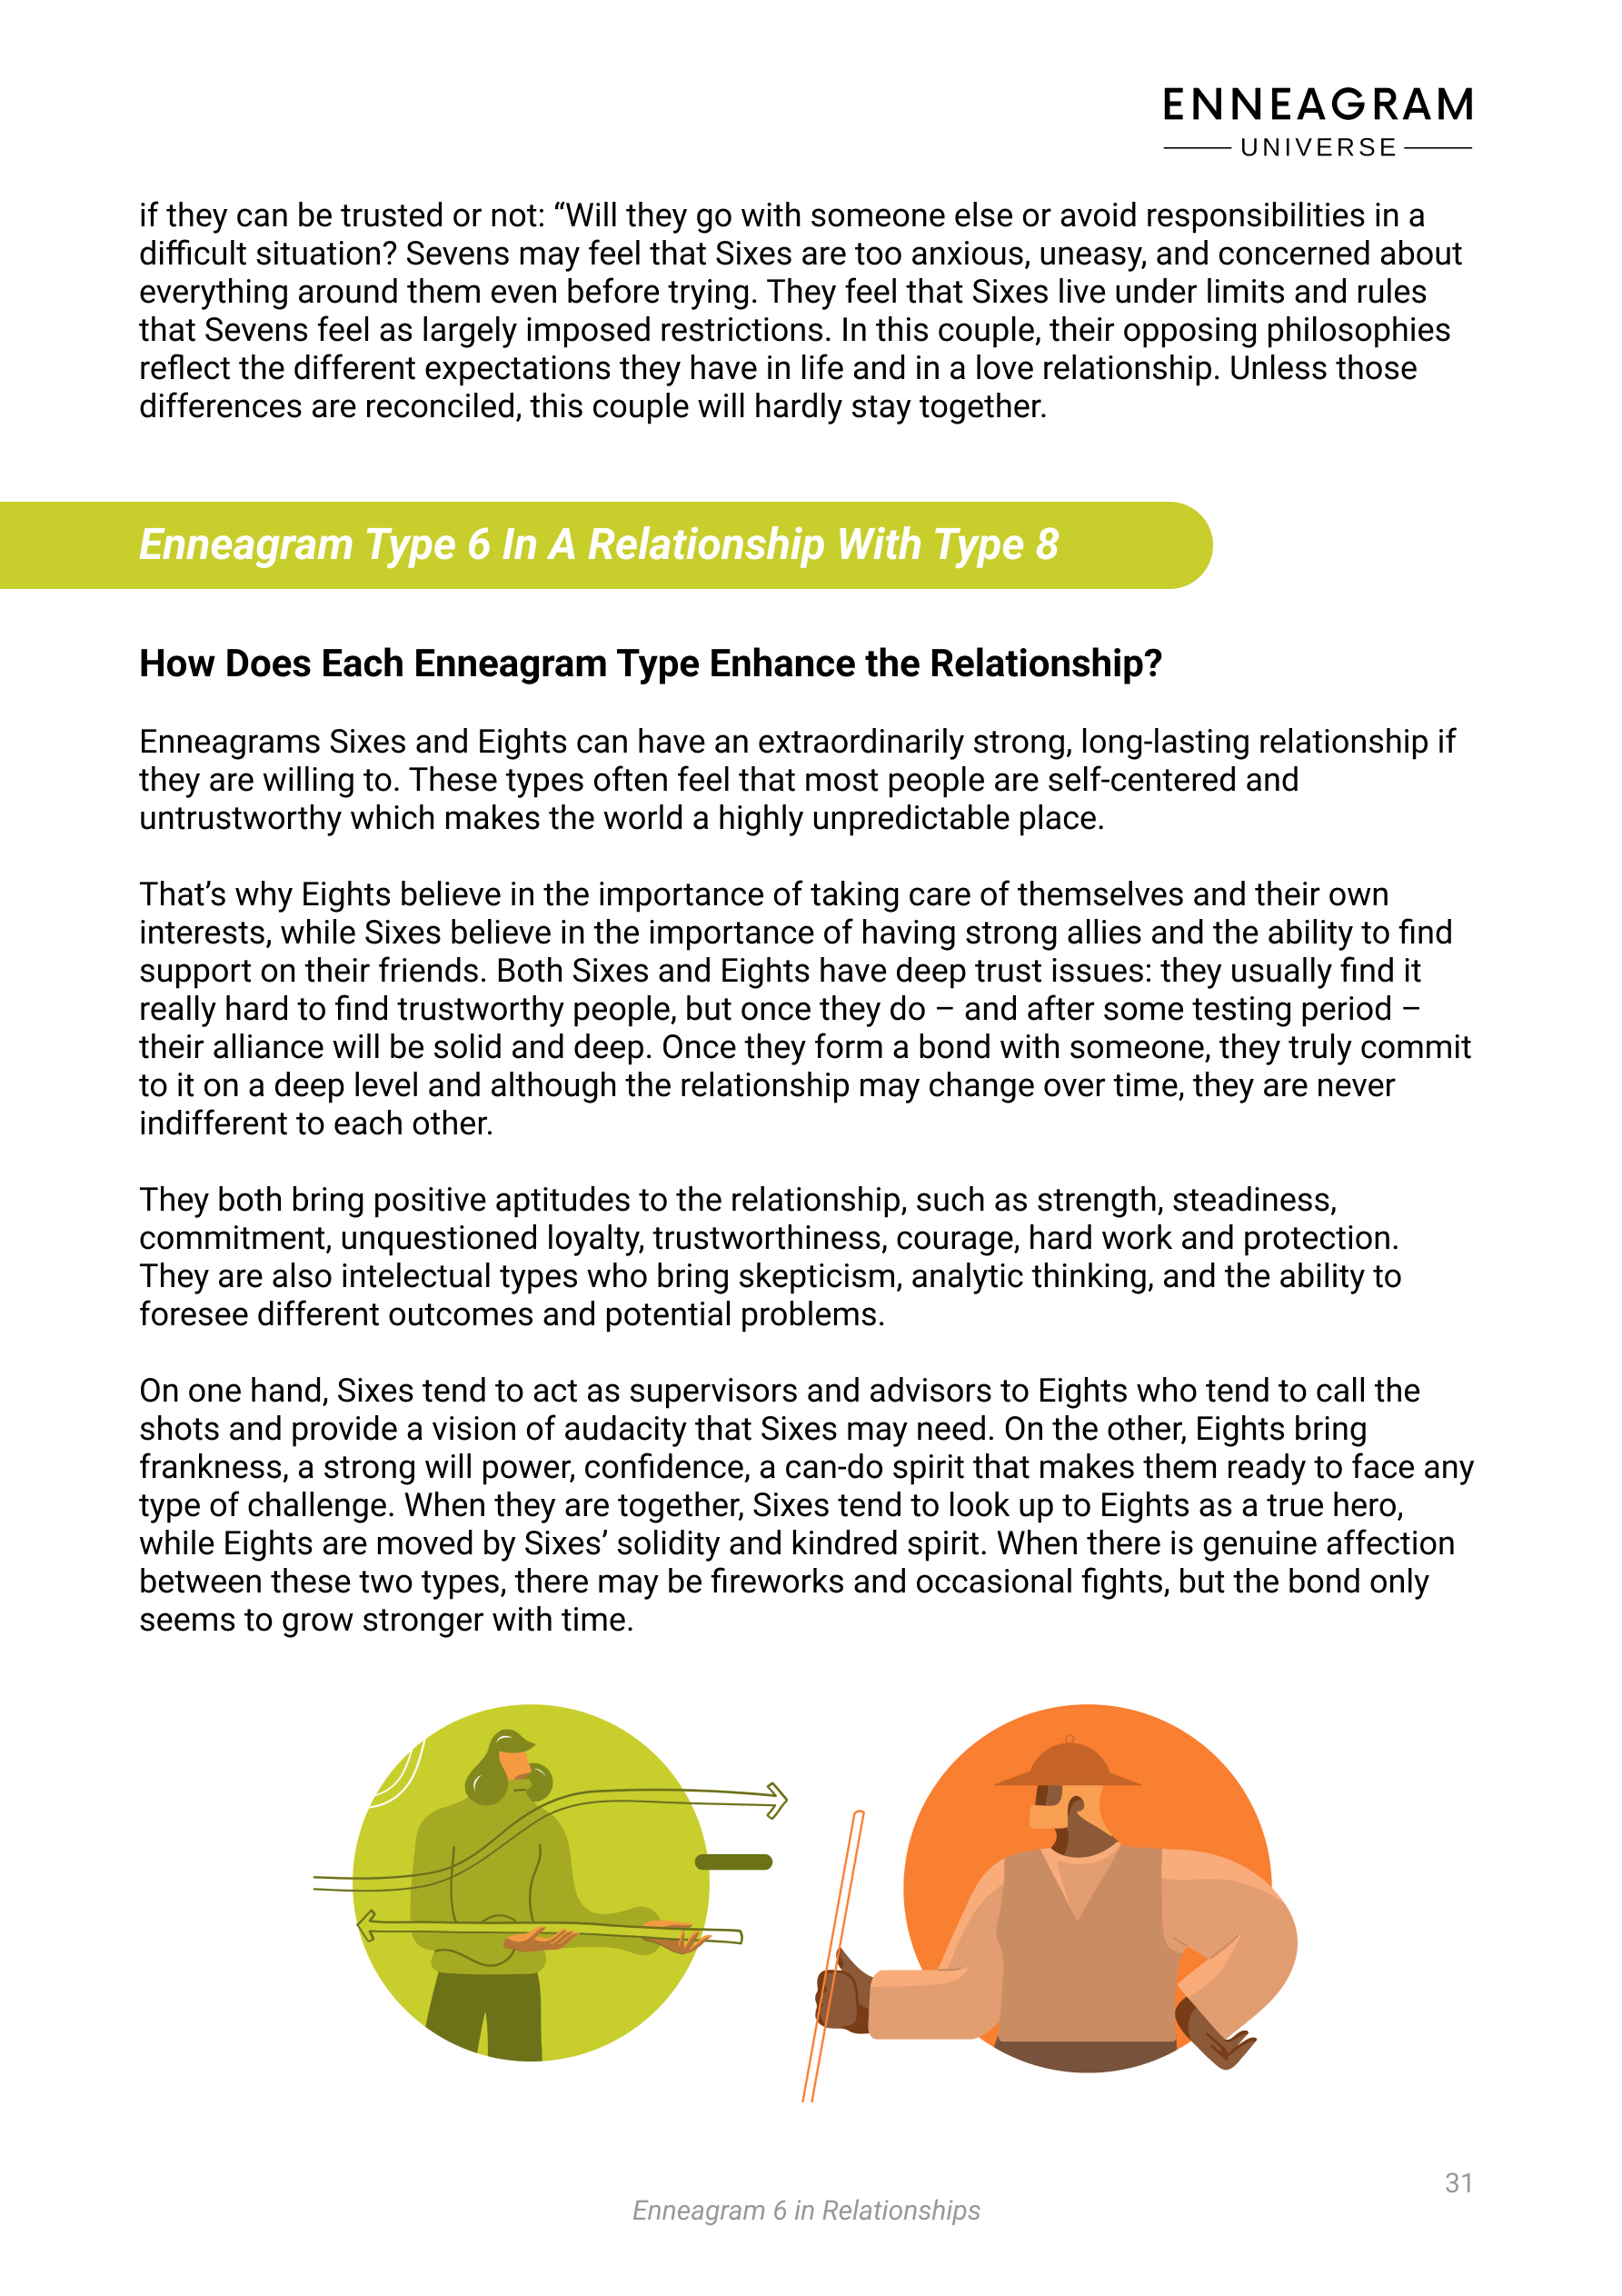 ENNEAGRAM
UNIVERSE
if they can be trusted or not: “Will they go with someone else or avoid responsibilities in a
difficult situation? Sevens may feel that Sixes are too anxious, uneasy, and concerned about
everything around them even before trying. They feel that Sixes live under limits and rules
that Sevens feel as largely imposed restrictions. In this couple, their opposing philosophies
reflect the different expectations they have in life and in a love relationship. Unless those
differences are reconciled, this couple will hardly stay together.
Enneagram Type 6 In A Relationship With Type 8
How Does Each Enneagram Type Enhance the Relationship?
Enneagrams Sixes and Eights can have an extraordinarily strong, long-lasting relationship if
they are willing to. These types often feel that most people are self-centered and
untrustworthy which makes the world a highly unpredictable place.
That’s why Eights believe in the importance of taking care of themselves and their own
interests, while Sixes believe in the importance of having strong allies and the ability to find
support on their friends. Both Sixes and Eights have deep trust issues: they usually find it
really hard to find trustworthy people, but once they do – and after some testing period –
their alliance will be solid and deep. Once they form a bond with someone, they truly commit
to it on a deep level and although the relationship may change over time, they are never
indifferent to each other.
They both bring positive aptitudes to the relationship, such as strength, steadiness,
commitment, unquestioned loyalty, trustworthiness, courage, hard work and protection.
They are also intelectual types who bring skepticism, analytic thinking, and the ability to
foresee different outcomes and potential problems.
On one hand, Sixes tend to act as supervisors and advisors to Eights who tend to call the
shots and provide a vision of audacity that Sixes may need. On the other, Eights bring
frankness, a strong will power, confidence, a can-do spirit that makes them ready to face any
type of challenge. When they are together, Sixes tend to look up to Eights as a true hero,
while Eights are moved by Sixes’ solidity and kindred spirit. When there is genuine affection
between these two types, there may be fireworks and occasional fights, but the bond only
seems to grow stronger with time.
31
Enneagram 6 in Relationships